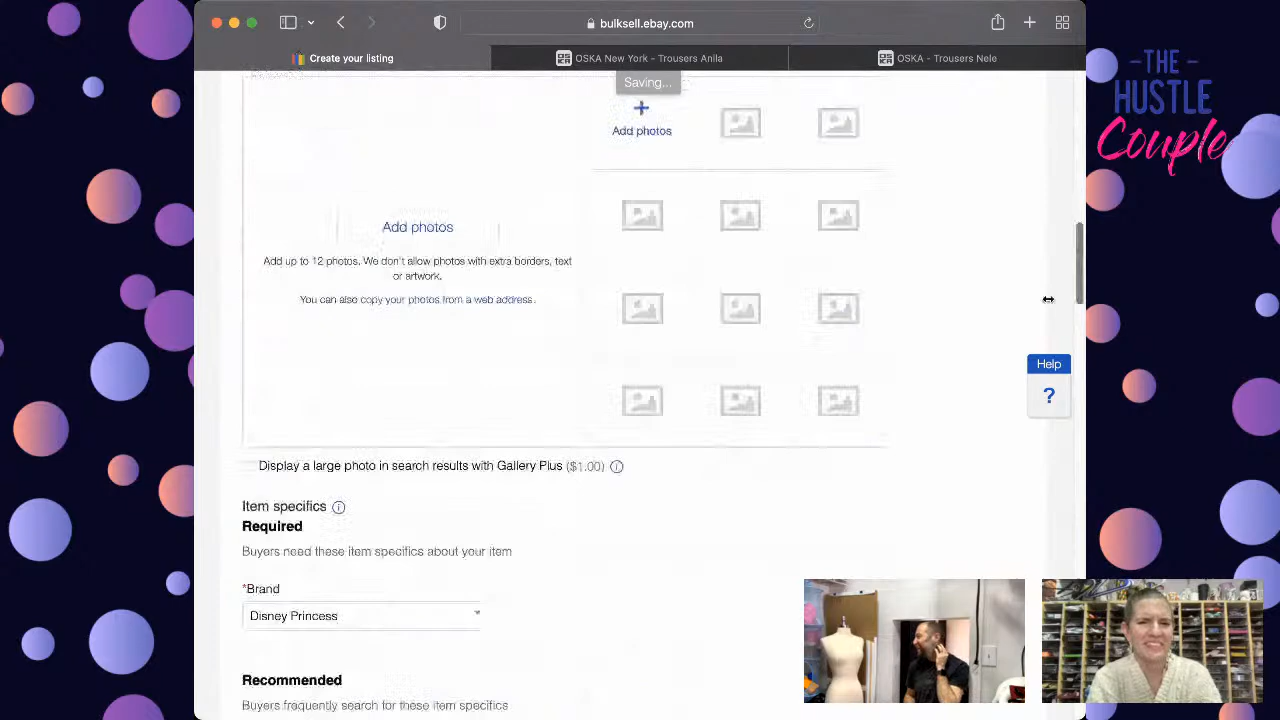 bulksell.ebay.com
Create your listing
OSKA New York - Trousers Anila
OSKA - Trousers Nele
THE
HUSTLE
Couple
Saving...
Add photos
Add photos
Add up to 12 photos. We don't allow photos with extra borders, text
or artwork.
You can also copy your photos from a web address.
Help
?
Display a large photo in search results with Gallery Plus ($1.00)
Item specifics
Required
Buyers need these item specifics about your item
*Brand
Disney Princess
Recommended
Buyers frequently search for these item specifics